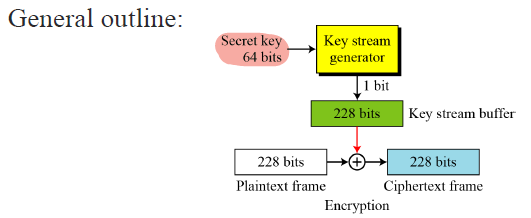 General outline:
Secret key
64 bits
Key stream
generator
1 bit
228 bits
Key stream buffer
228 bits
228 bits
Plaintext frame
Ciphertext frame
Encryption